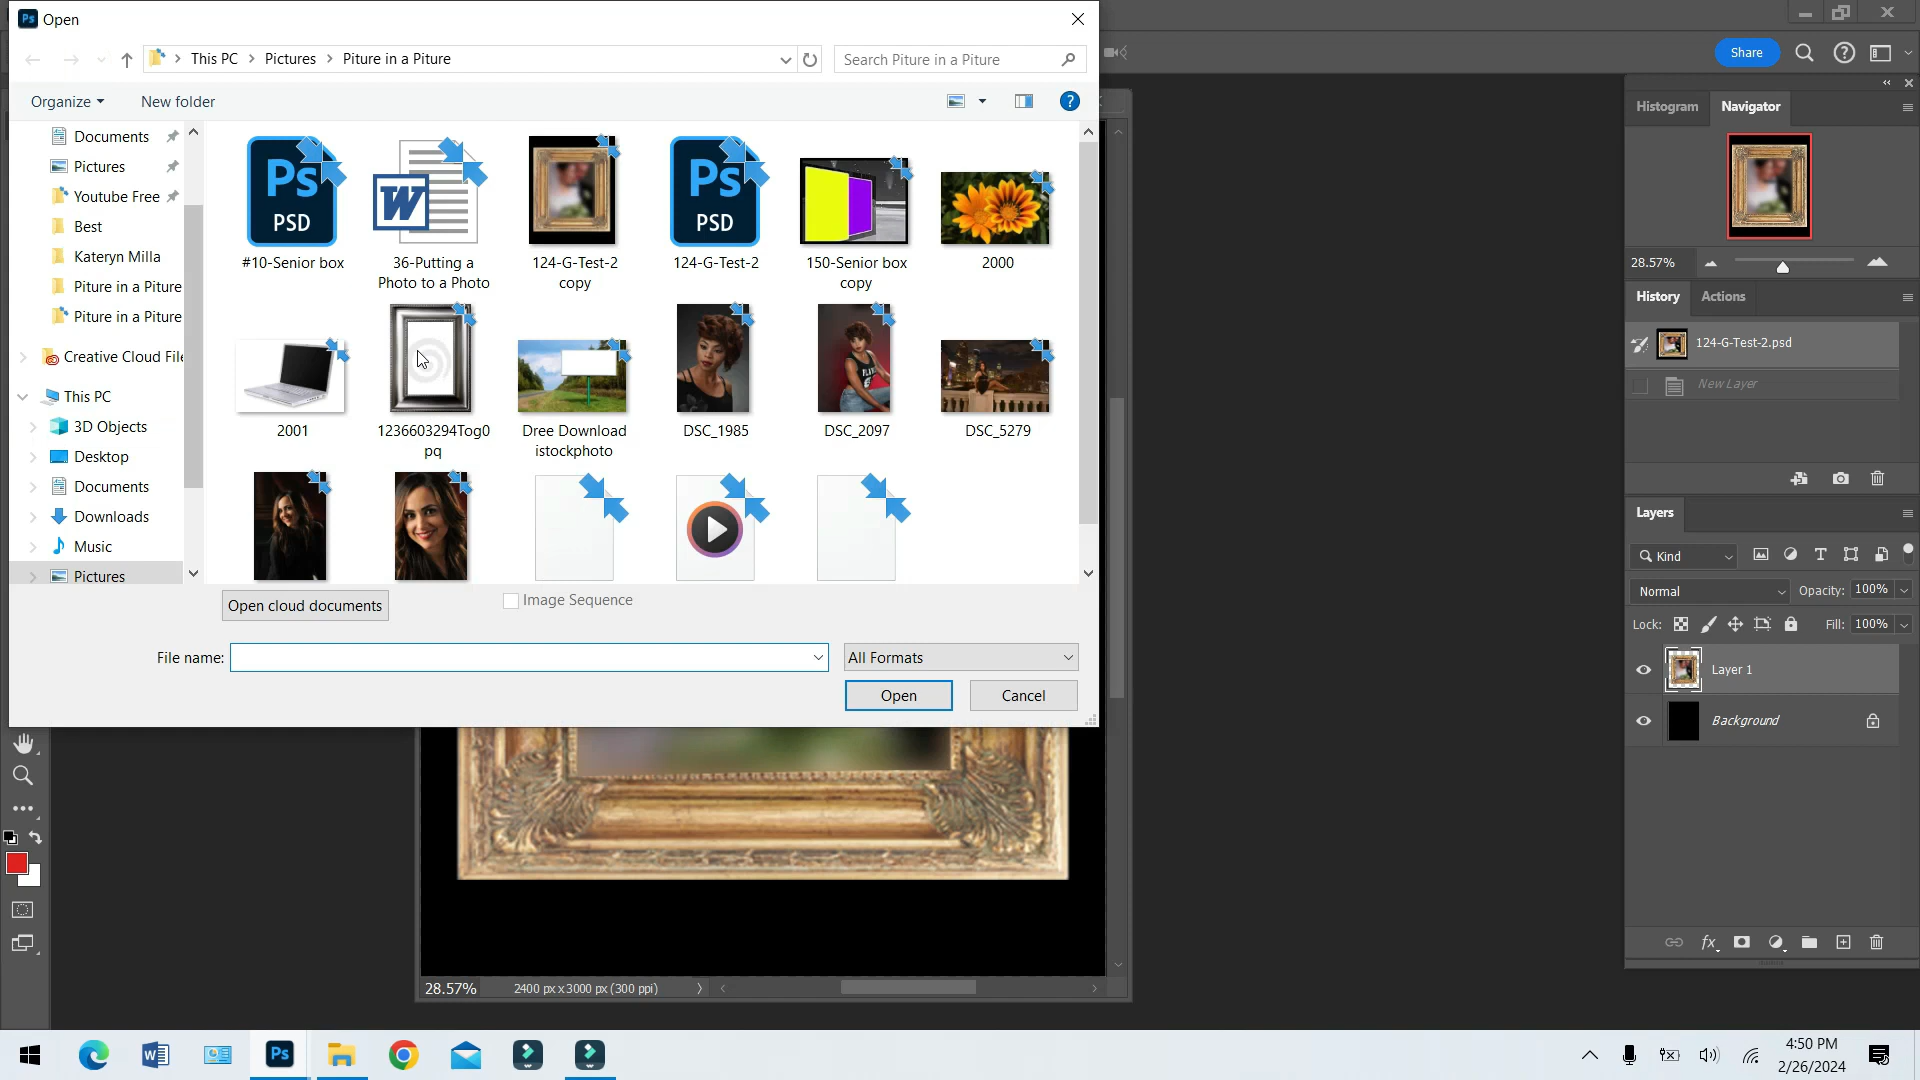 Ps Open
This PC > Pictures > Piture in a Piture
Search Piture in a Piture
Share
Organize
New folder
?
Histogram
Navigator
Documents
Pictures
Youtube Free
Best
Kateryn Milla
Piture in a Piture
Piture in a Piture
Creative Cloud File
This PC
3D Objects
Desktop
Documents
Downloads
Music
Pictures
Ps
PSD
#10-Senior box
W
36-Putting a
Photo to a Photo
124-G-Test-2
copy
Ps
PSD
124-G-Test-2
150-Senior box
copy
2000
2001
1236603294Tog0
pq
Dree Download
istockphoto
DSC_1985
DSC_2097
DSC_5279
Open cloud documents
Image Sequence
File name:
All Formats
Open
Cancel
28.57%
History
Actions
124-G-Test-2.psd
New Layer
Layers
Kind
Normal
Opacity: 100%
Lock:
Fill: 100%
Layer 1
Background
fx
28.57%
2400 px x 3000 px (300 ppi)
W
Ps
4:50 PM
2/26/2024